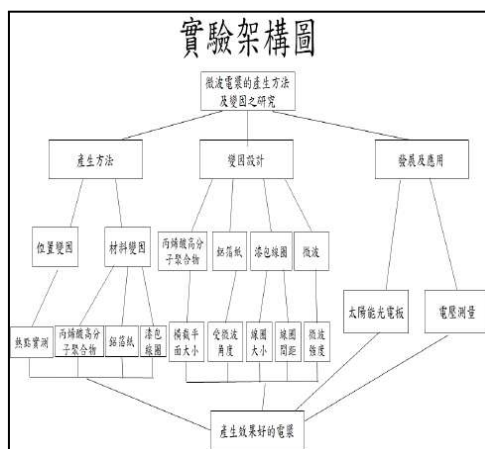 實驗架構圖
微波電漿的產生方法
及變因之研究
產生方法
變因設計
發展及應用
位置變因
材料變因
丙烯酸高分
子聚合物
鋁箔紙
漆包線圈
微波
太陽能光電板
電壓測量
熱點實測
丙烯酸高分
子聚合物
鋁箔紙
漆包
線圈
橫截平
面大小
受微波
角度
線圈
大小
線圈
間距
微波
強度
產生效果好的電漿